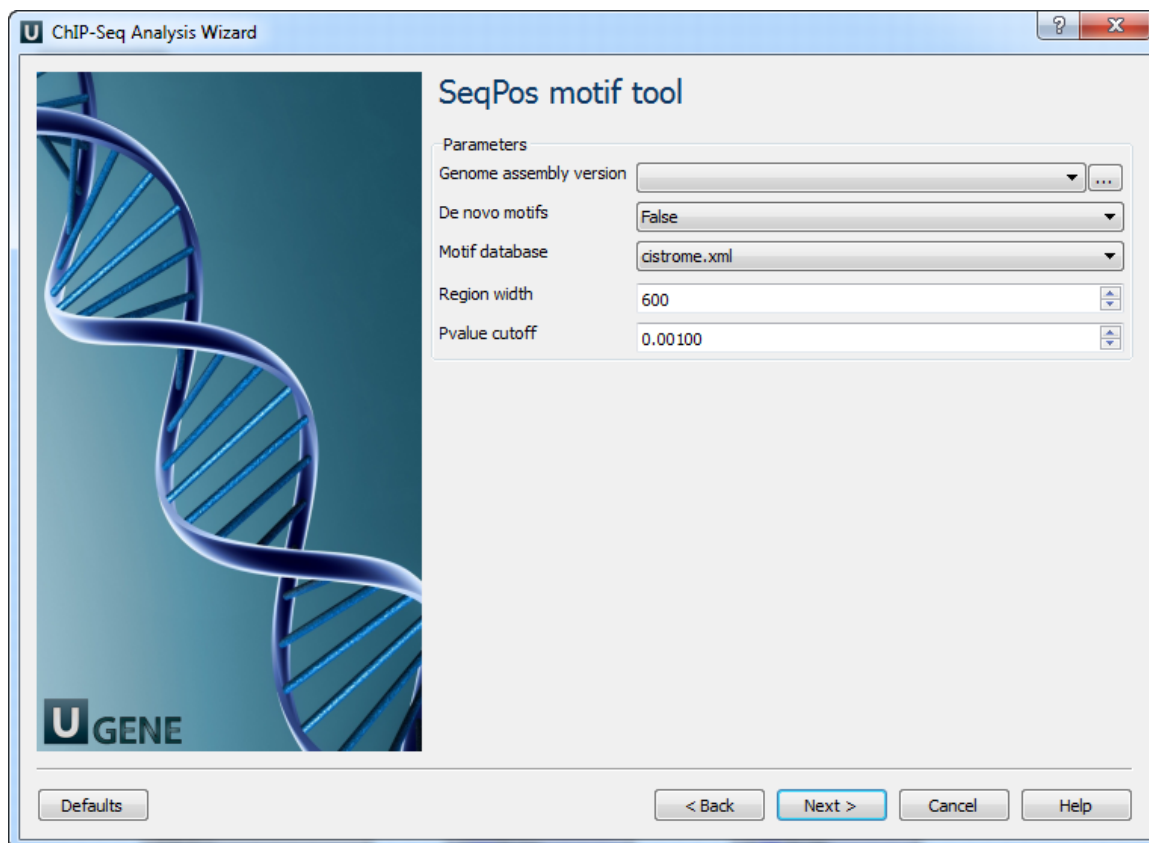 U ChIP-Seq Analysis Wizard
?
X
SeqPos motif tool
Parameters
Genome assembly version
...
De novo motifs False
Motif database cistrome.xml
Region width 600
Pvalue cutoff 0.00100
U GENE
Defaults < Back Next > Cancel Help